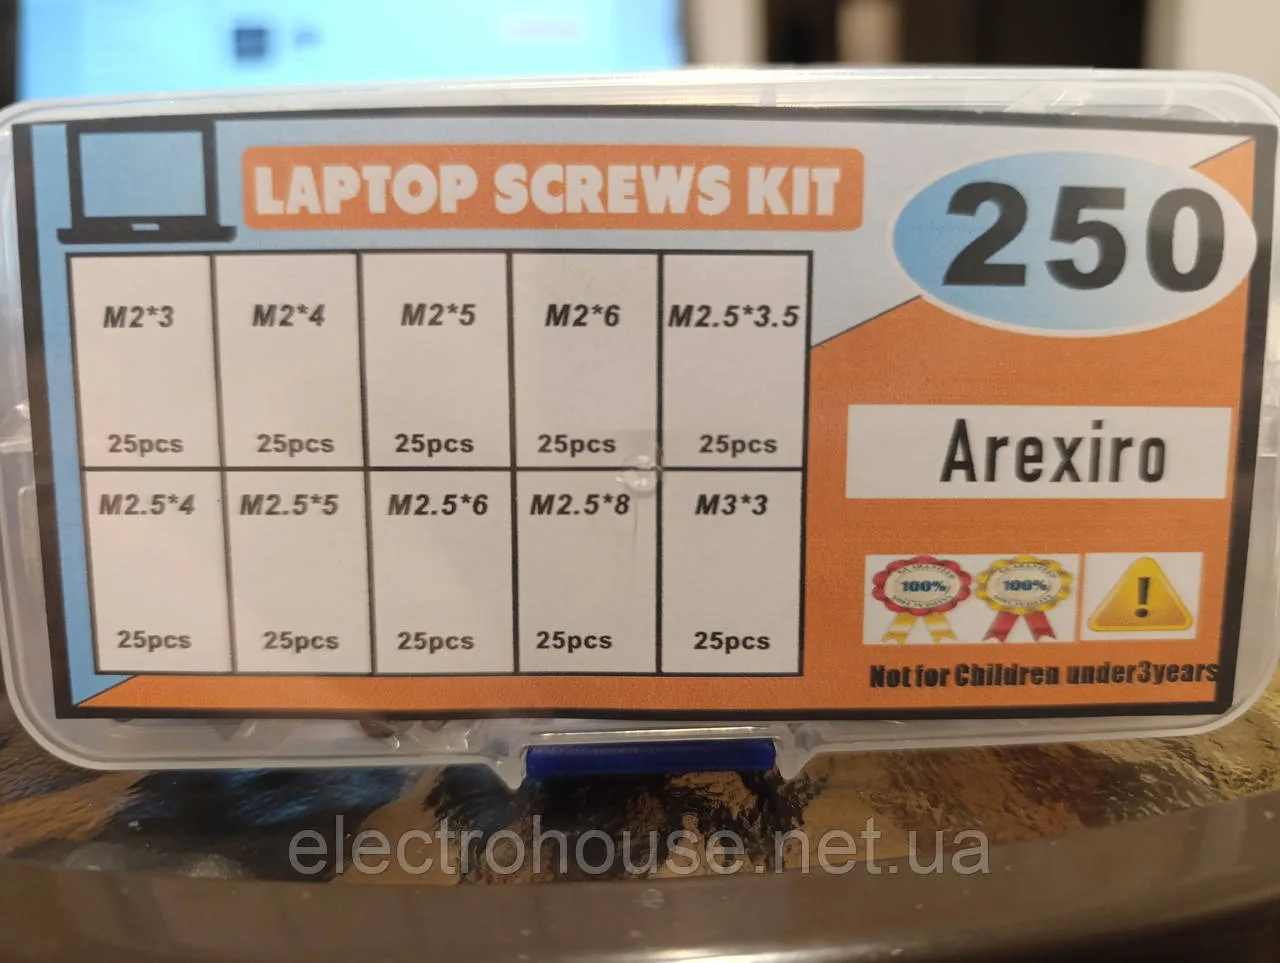 LAPTOP SCREWS KIT
250
M2*3 M2*4 M2*5 M2*6 M2.5*3.5
25pcs 25pcs 25pcs 25pcs 25pcs
M2.5*4 M2.5*5 M2.5*6 M2.5*8 M3*3
25pcs 25pcs 25pcs 25pcs 25pcs
Arexiro
100% 100%
!
Not for Children under3years
electrohouse.net.ua